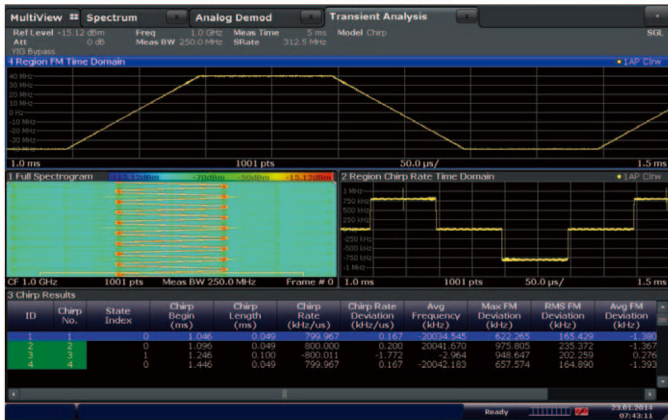 MultiView Spectrum Analog Demod Transient Analysis
Ref Level -15.12 dBm Freq 1.0 GHz Meas Time 5 ms Model Chirp SGL
Att 0 dB Meas BW 250.0 MHz SRate 312.5 MHz
YIG Bypass
4 Region FM Time Domain 1AP Clrw
40 MHz
30 MHz
20 MHz
10 MHz
0 Hz
-10 MHz
-20 MHz
-30 MHz
1.0 ms 1001 pts 50.0 µs/ 1.5 ms
1 Full Spectrogram -70dBm -50dBm -15.13dBm
CF 1.0 GHz 1001 pts Meas BW 250.0 MHz Frame # 0
2 Region Chirp Rate Time Domain 1AP Clrw
1 MHz
750 kHz
500 kHz
250 kHz
0 Hz
-250 kHz
-500 kHz
-750 kHz
-1 MHz
1.0 ms 1001 pts 50.0 µs/ 1.5 ms
3 Chirp Results
ID Chirp No. State Index Chirp Begin (ms) Chirp Length (ms) Chirp Rate (kHz/us) Chirp Rate Deviation (kHz/us) Avg Frequency (kHz) Max FM Deviation (kHz) RMS FM Deviation (kHz) Avg FM Deviation (kHz)
1 1 0 1.046 0.049 799.967 0.167 -20034.545 622.265 165.429 -1.380
2 2 0 1.096 0.049 800.000 0.200 20041.670 975.805 235.372 -1.367
3 3 1 1.246 0.100 -800.011 -1.772 -2.964 948.647 202.259 0.276
4 4 0 1.446 0.049 799.967 0.167 -20042.183 657.574 164.890 -1.393
Ready 23.01.2014
07:43:11